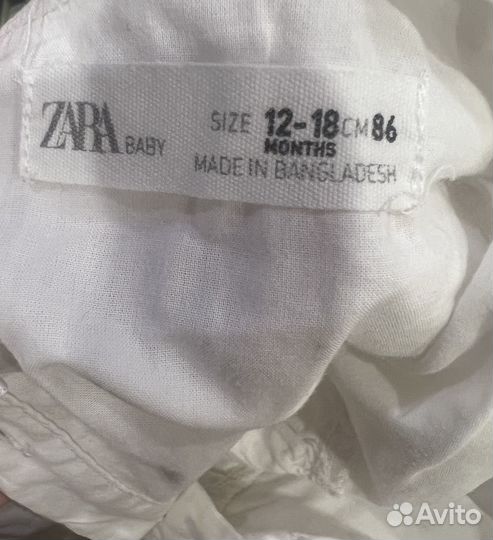 ZARA BABY SIZE 12-18 CM 86
MONTHS
MADE IN BANGLADESH
Avito